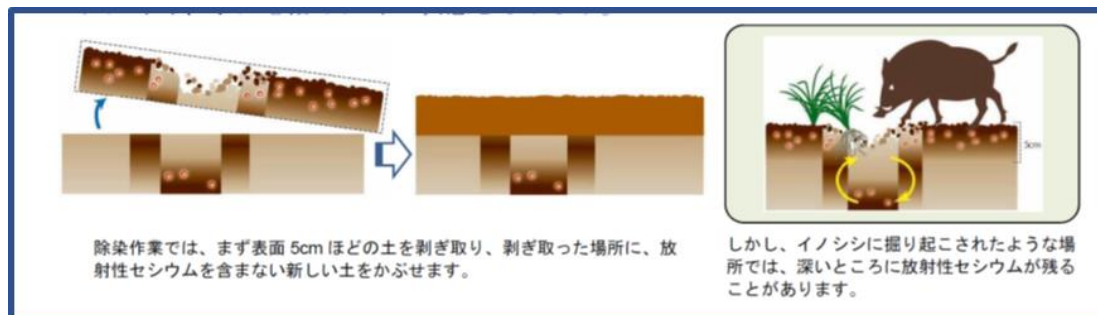 除染作業では、まず表面 5cm ほどの土を剥ぎ取り、剥ぎ取った場所に、放
射性セシウムを含まない新しい土をかぶせます。
5cm
しかし、イノシシに掘り起こされたような場
所では、深いところに放射性セシウムが残る
ことがあります。